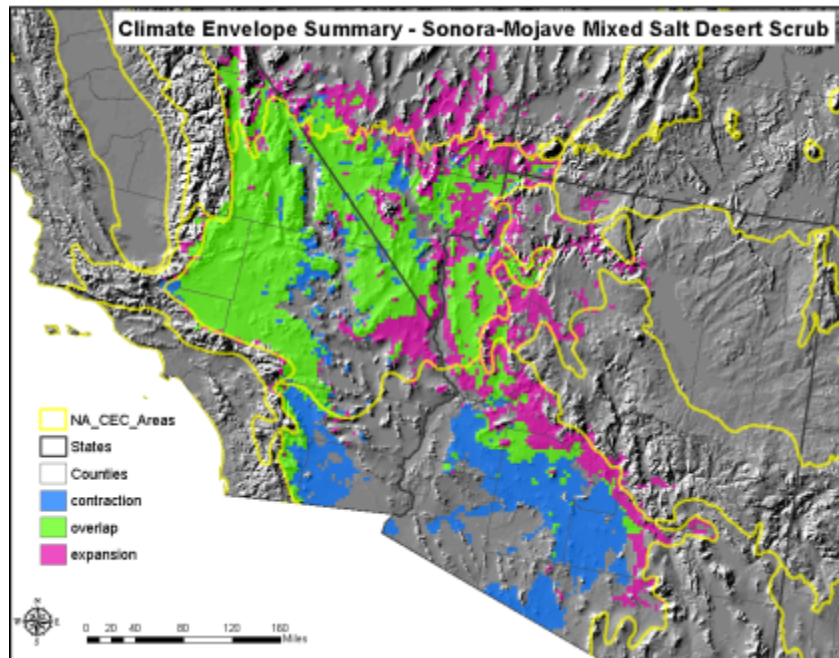 Climate Envelope Summary - Sonora-Mojave Mixed Salt Desert Scrub
NA_CEC_Areas
States
Counties
contraction
overlap
expansion
N
W E
S
0 20 40 80 120 160
Miles